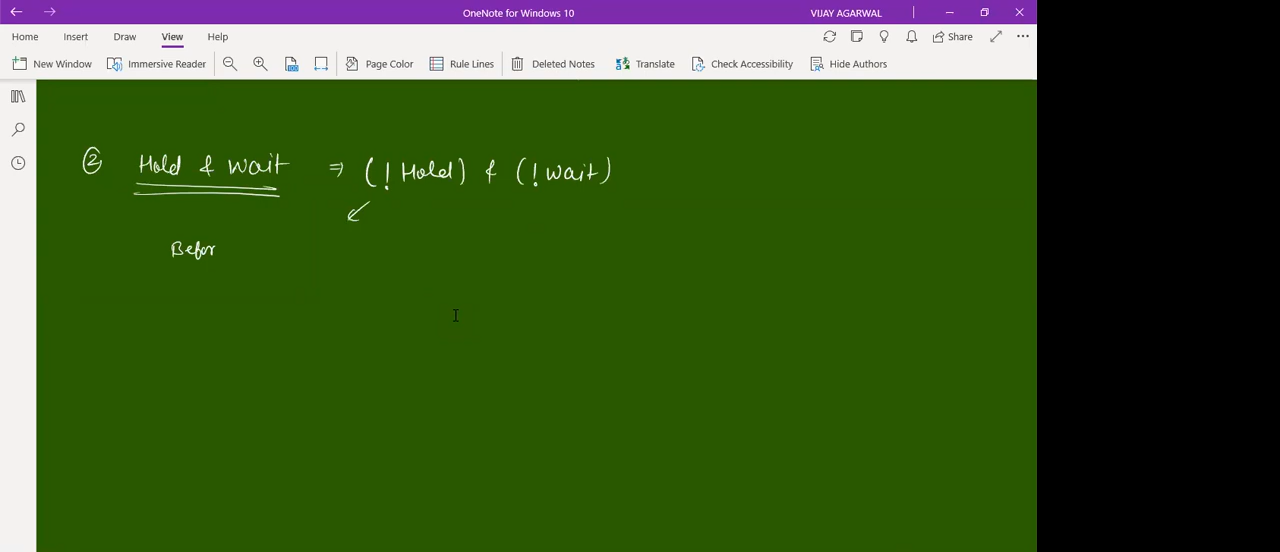 OneNote for Windows 10
VIJAY AGARWAL
Home Insert Draw View Help
Share
New Window Immersive Reader Page Color Rule Lines Deleted Notes Translate Check Accessibility Hide Authors
② Hold & Wait ⇒ (! Hold) & (! Wait)
Befor